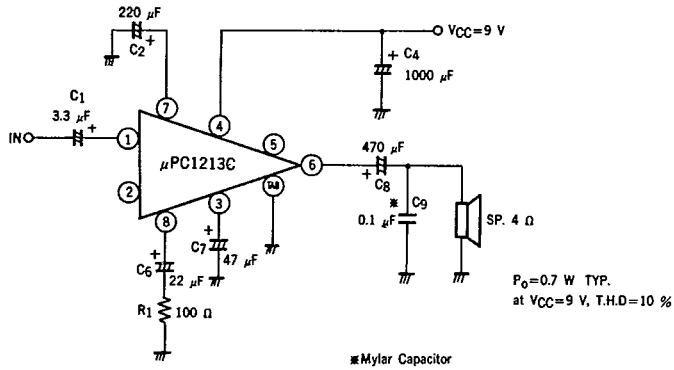 220 µF
C2
+
VCC=9 V
+
C4
1000 µF
C1
3.3 µF
+
IN
7
4
5
1
µPC1213C
6
470 µF
+
C8
2
TAB
8
3
※
C9
0.1 µF
SP. 4 Ω
+
C6
22 µF
+
C7
47 µF
R1
100 Ω
Po=0.7 W TYP.
at VCC=9 V, T.H.D=10 %
※Mylar Capacitor